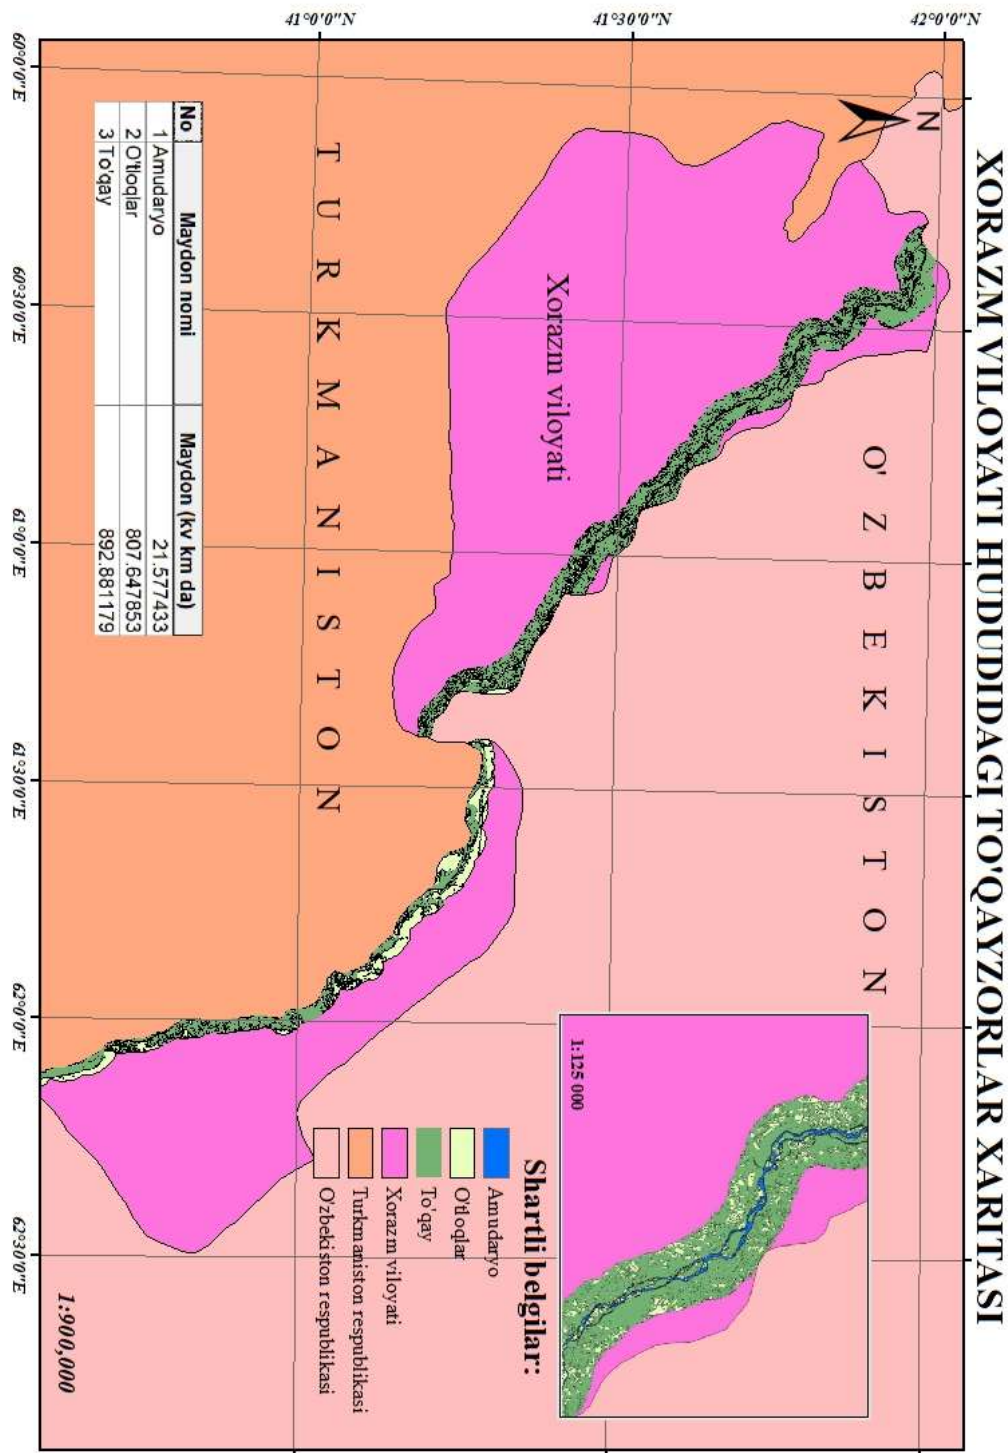 XORAZM VILOYATI HUDUDIDAGI TO'QAYZORLAR XARITASI
60°0'0"E
60°30'0"E
61°0'0"E
61°30'0"E
62°0'0"E
62°30'0"E
42°0'0"N
41°30'0"N
41°0'0"N
N
O' Z B E K I S T O N
Xorazm viloyati
T U R K M A N I S T O N
1:125 000
No Maydon nomi Maydon (kv km da)
1 Amudaryo 21.577433
2 O'tloqlar 807.647853
3 To'qay 892.881179
Shartli belgilar:
Amudaryo
O'tloqlar
To'qay
Xorazm viloyati
Turkmaniston respublikasi
O'zbekiston respublikasi
1:900,000